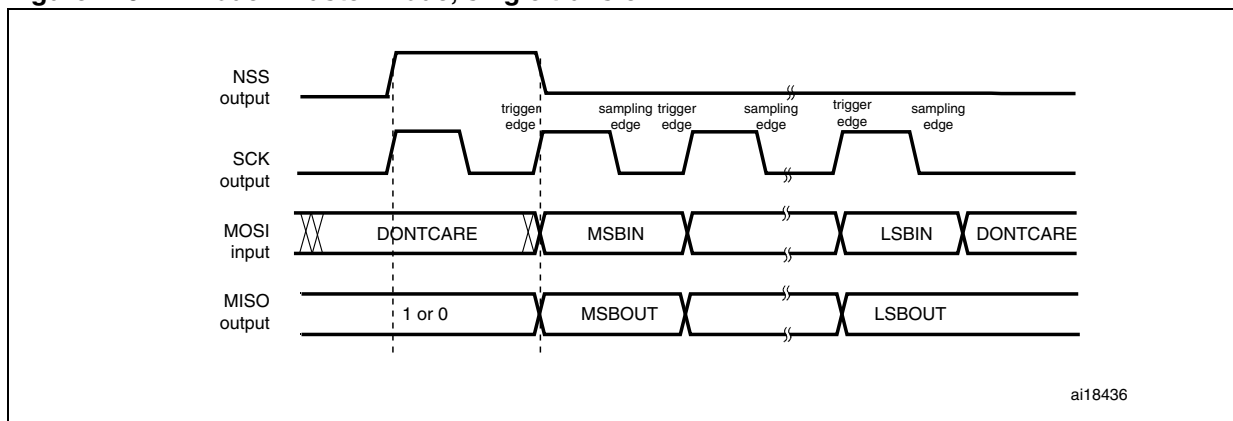 NSS
output
trigger
edge
sampling
edge
trigger
edge
sampling
edge
trigger
edge
sampling
edge
SCK
output
MOSI
input
DONTCARE
MSBIN
LSBIN
DONTCARE
MISO
output
1 or 0
MSBOUT
LSBOUT
ai18436